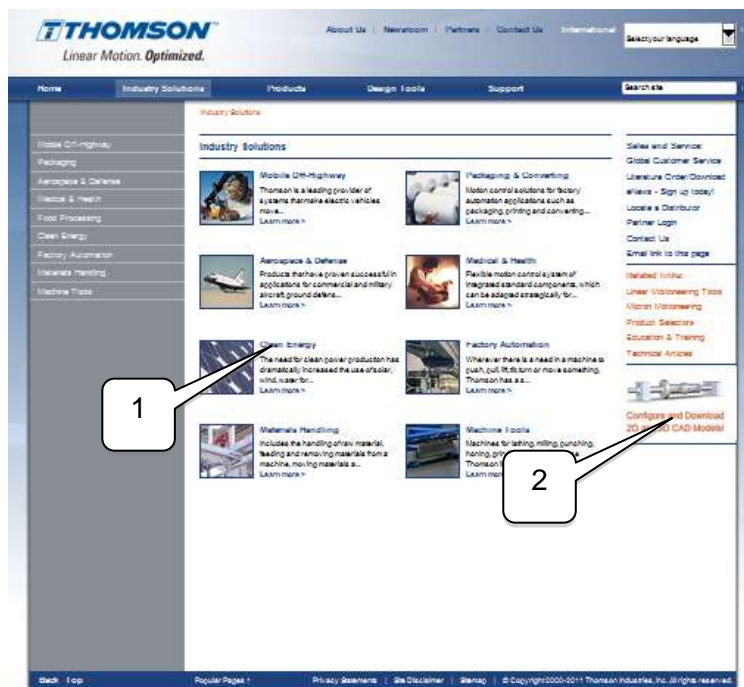 THOMSON
Linear Motion. Optimized.
About Us | Newsroom | Partners | Contact Us
International
Select your language
Home
Industry Solutions
Products
Design Tools
Support
Search site
Industry Solutions
Mobile Off-Highway
Packaging
Aerospace & Defense
Medical & Health
Food Processing
Clean Energy
Factory Automation
Materials Handling
Machine Tools
Industry Solutions
Mobile Off-Highway
Thomson is a leading provider of
systems that make electric vehicles
move...
Learn more >
Packaging & Converting
Motion control solutions for factory
automation applications such as
packaging, printing and converting...
Learn more >
Aerospace & Defense
Products that have proven successful in
applications for commercial and military
aircraft, ground defens...
Learn more >
Medical & Health
Flexible motion control system of
integrated standard components, which
can be adapted strategically for...
Learn more >
Clean Energy
The need for clean power production has
dramatically increased the use of solar,
wind, water for...
Learn more >
Factory Automation
Wherever there is a need in a machine to
push, pull, lift, tilt, turn or move something,
Thomson has a s...
Learn more >
Materials Handling
Includes the handling of raw material,
feeding and removing materials from a
machine, moving materials a...
Learn more >
Machine Tools
Machines for lathing, milling, punching,
honing,
Thomson
Learn
Sales and Service:
Global Customer Service
Literature Order/Download
eNews - Sign up today!
Locate a Distributor
Partner Login
Contact Us
Email link to this page
Related links:
Linear Motioneering Tools
Micron Motioneering
Product Selectors
Education & Training
Technical Articles
Configure and Download
2D and 3D CAD Models!
1
2
Back Top
Popular Pages ↑
Privacy Statements | Site Disclaimer | Sitemap | © Copyright 2000-2011 Thomson Industries, Inc. All rights reserved.